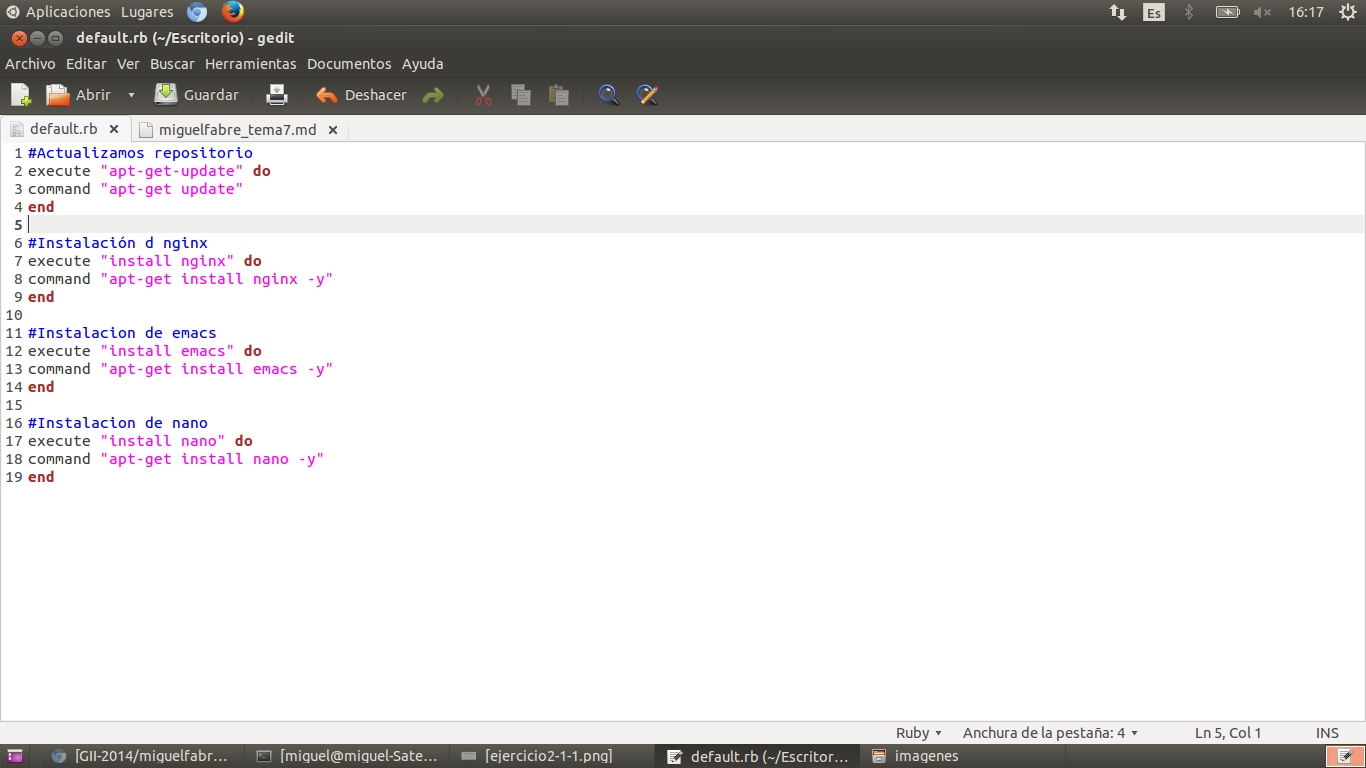 Aplicaciones Lugares Es 16:17
default.rb (~/Escritorio) - gedit
Archivo Editar Ver Buscar Herramientas Documentos Ayuda
Abrir Guardar Deshacer
default.rb miguelfabre_tema7.md
1 #Actualizamos repositorio
2 execute "apt-get-update" do
3 command "apt-get update"
4 end
5
6 #Instalación d nginx
7 execute "install nginx" do
8 command "apt-get install nginx -y"
9 end
10
11 #Instalacion de emacs
12 execute "install emacs" do
13 command "apt-get install emacs -y"
14 end
15
16 #Instalacion de nano
17 execute "install nano" do
18 command "apt-get install nano -y"
19 end
Ruby Anchura de la pestaña: 4 Ln 5, Col 1 INS
[GII-2014/miguelfabr... [miguel@miguel-Sate... [ejercicio2-1-1.png] default.rb (~/Escritor... imagenes